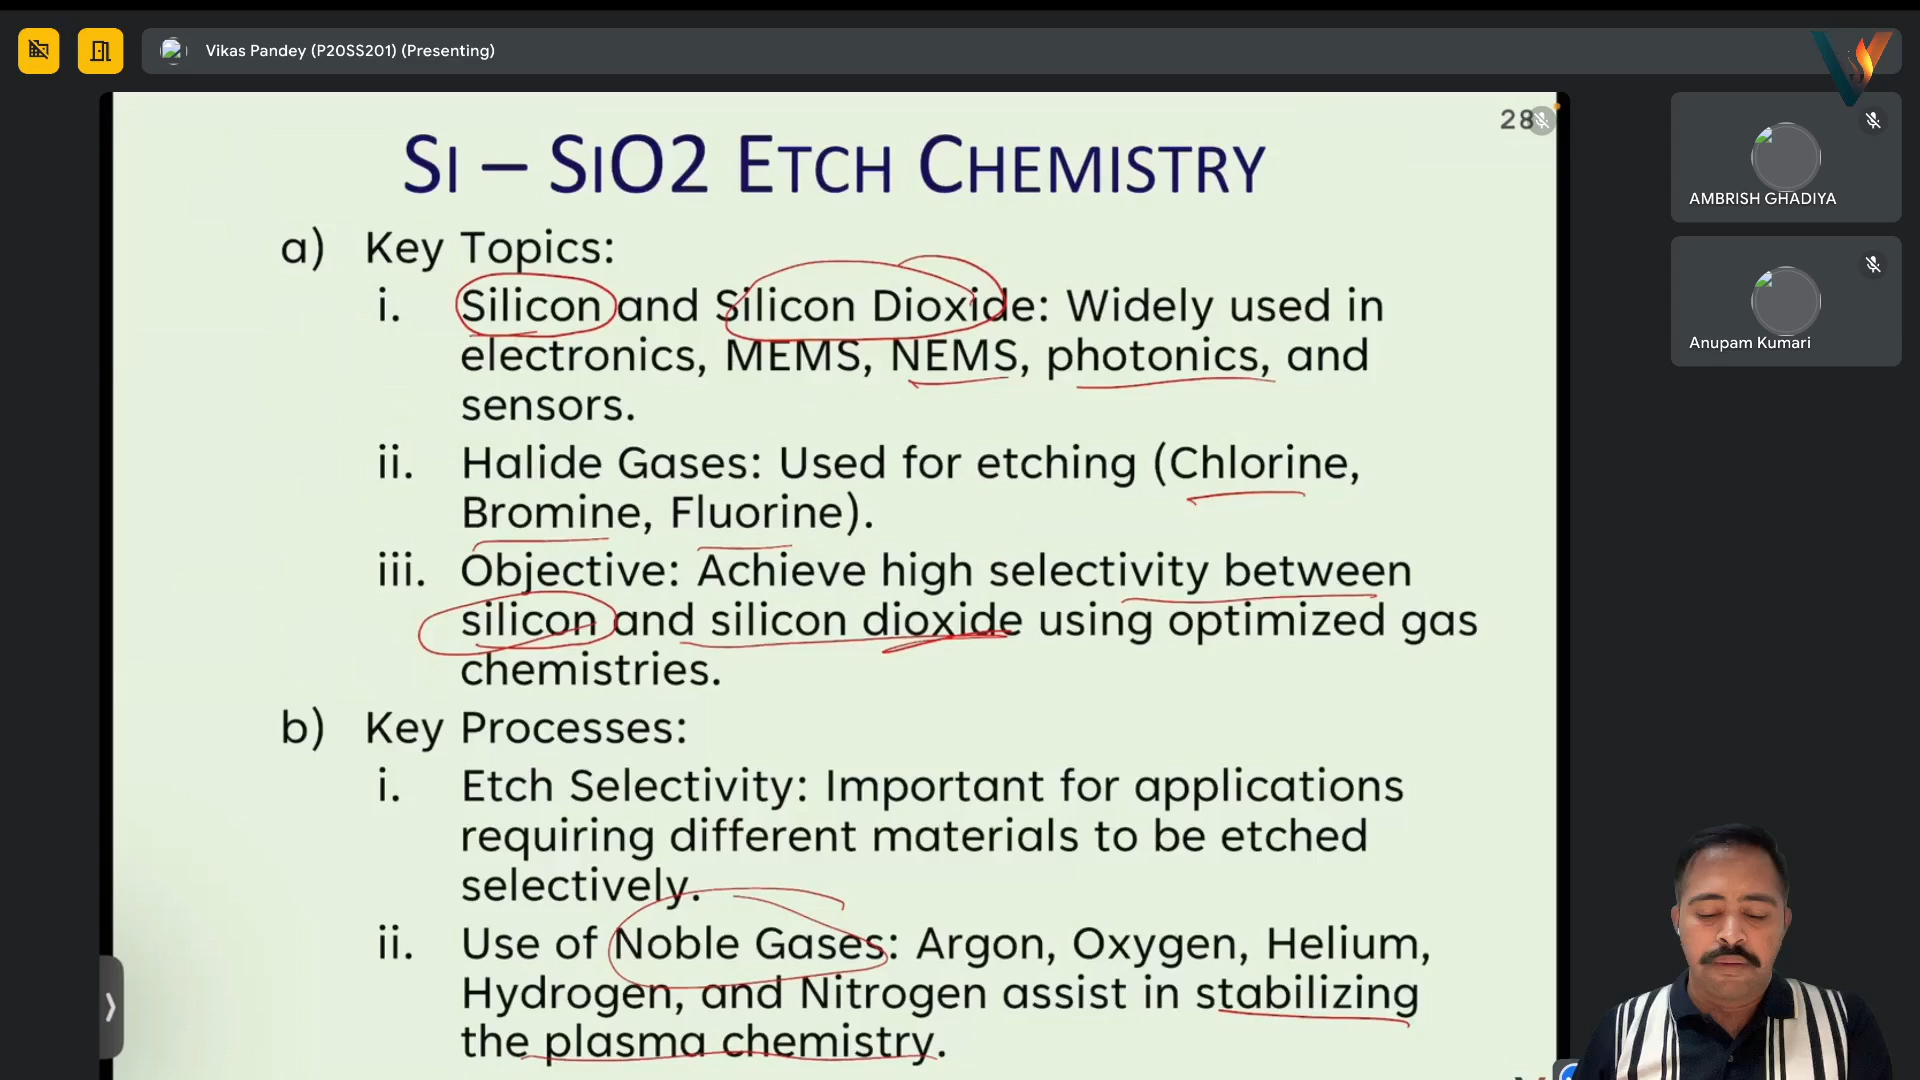 Vikas Pandey (P20SS201) (Presenting)
28
SI – SIO2 ETCH CHEMISTRY
a) Key Topics:
i. Silicon and Silicon Dioxide: Widely used in
electronics, MEMS, NEMS, photonics, and
sensors.
ii. Halide Gases: Used for etching (Chlorine,
Bromine, Fluorine).
iii. Objective: Achieve high selectivity between
silicon and silicon dioxide using optimized gas
chemistries.
b) Key Processes:
i. Etch Selectivity: Important for applications
requiring different materials to be etched
selectively.
ii. Use of Noble Gases: Argon, Oxygen, Helium,
Hydrogen, and Nitrogen assist in stabilizing
the plasma chemistry.
AMBRISH GHADIYA
Anupam Kumari